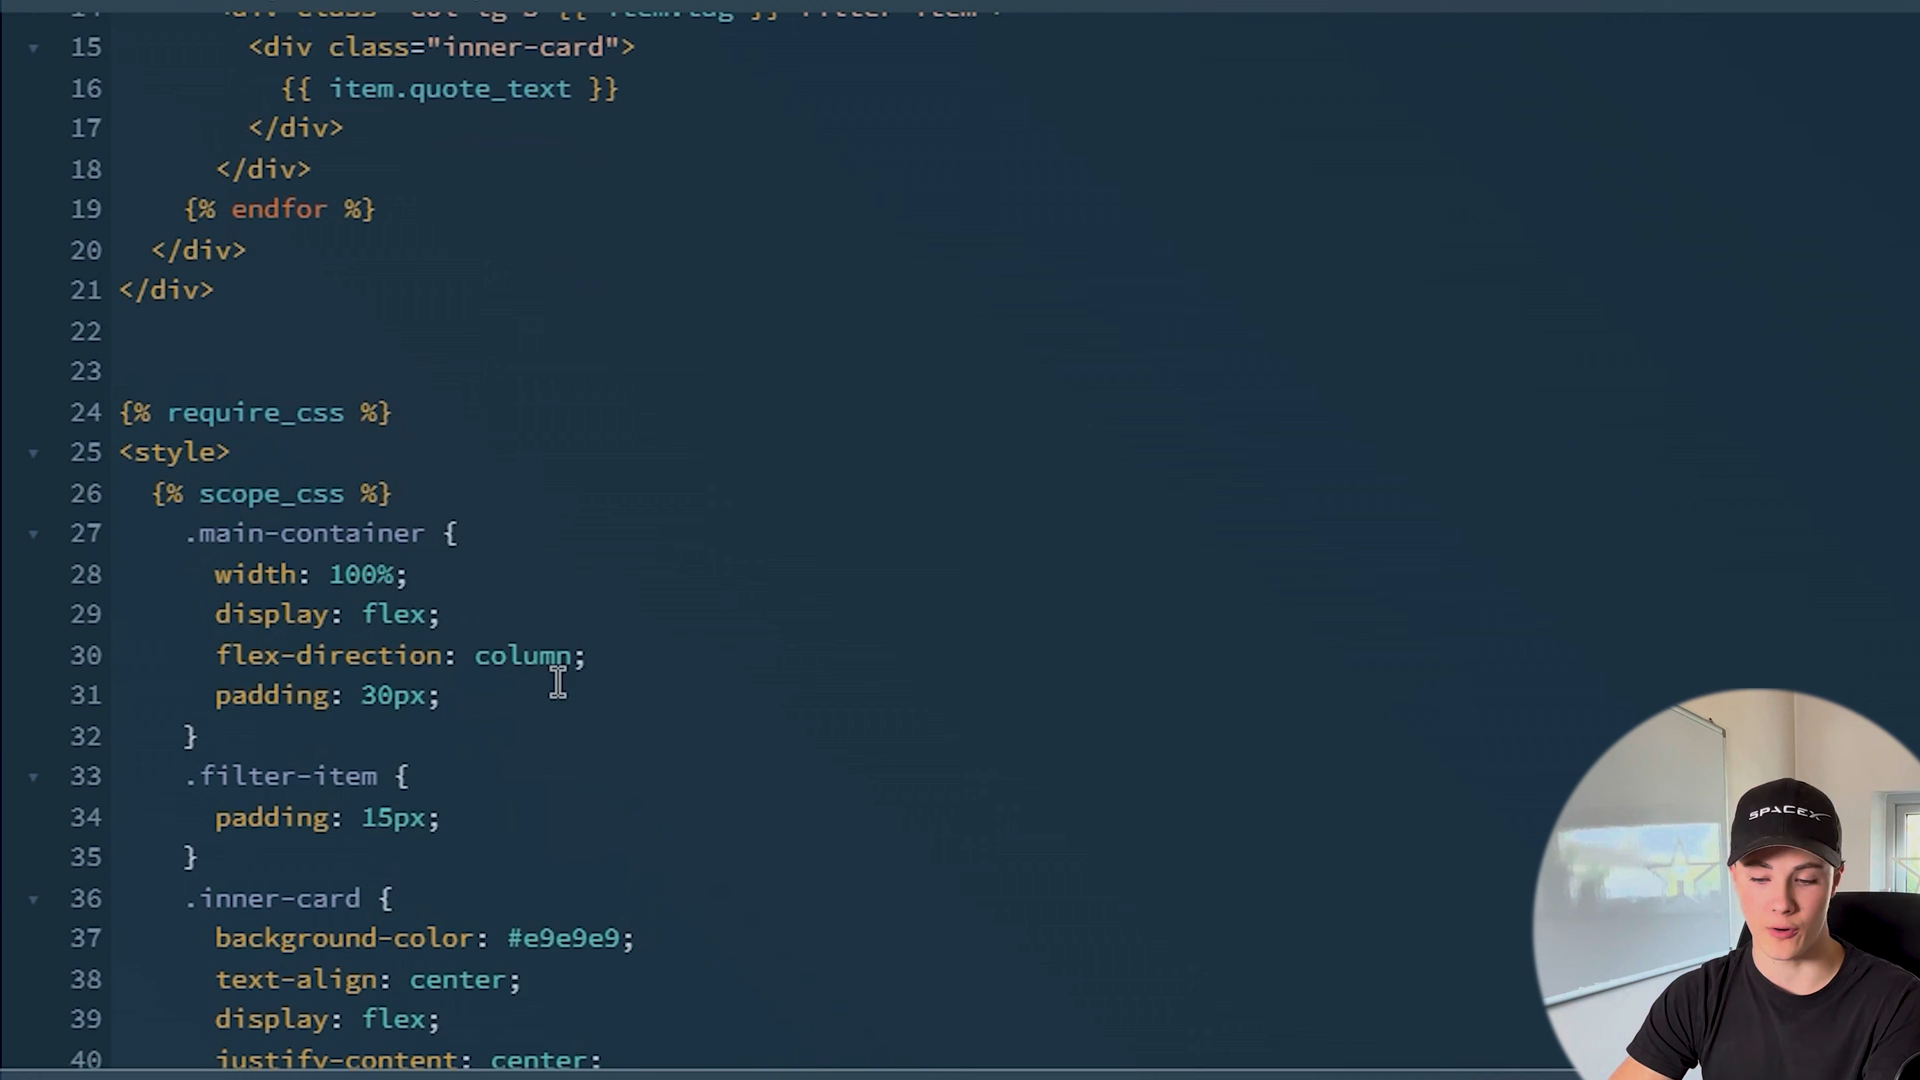 15 <div class="inner-card">
16 {{ item.quote_text }}
17 </div>
18 </div>
19 {% endfor %}
20 </div>
21 </div>
22
23
24 {% require_css %}
25 <style>
26 {% scope_css %}
27 .main-container {
28 width: 100%;
29 display: flex;
30 flex-direction: column;
31 padding: 30px;
32 }
33 .filter-item {
34 padding: 15px;
35 }
36 .inner-card {
37 background-color: #e9e9e9;
38 text-align: center;
39 display: flex;
40 justify-content: center;
SPACEX